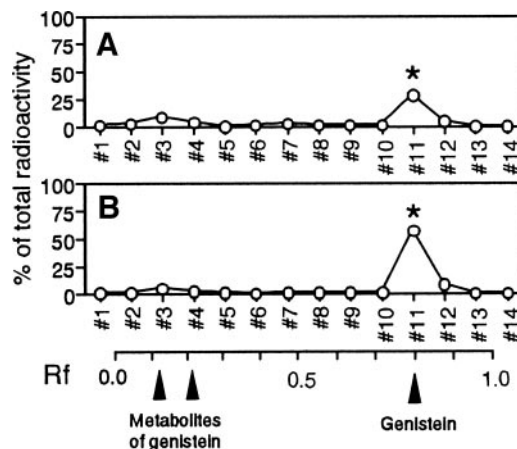 % of total radioactivity
A
100
75
50
25
0
*
#1 #2 #3 #4 #5 #6 #7 #8 #9 #10 #11 #12 #13 #14
B
100
75
50
25
0
*
#1 #2 #3 #4 #5 #6 #7 #8 #9 #10 #11 #12 #13 #14
Rf
0.0 0.5 1.0
Metabolites
of genistein
Genistein